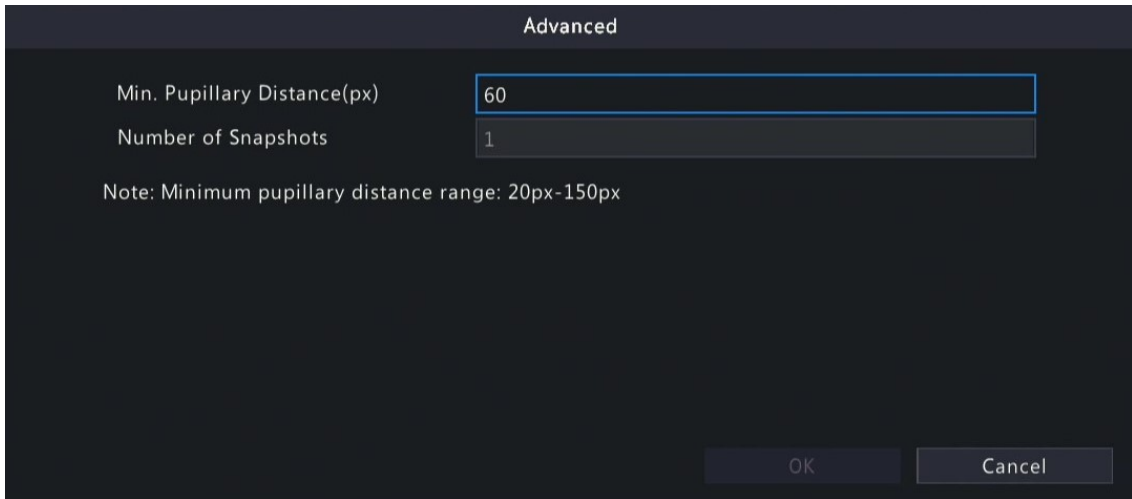 Advanced
Min. Pupillary Distance(px) 60
Number of Snapshots 1
Note: Minimum pupillary distance range: 20px-150px
OK Cancel